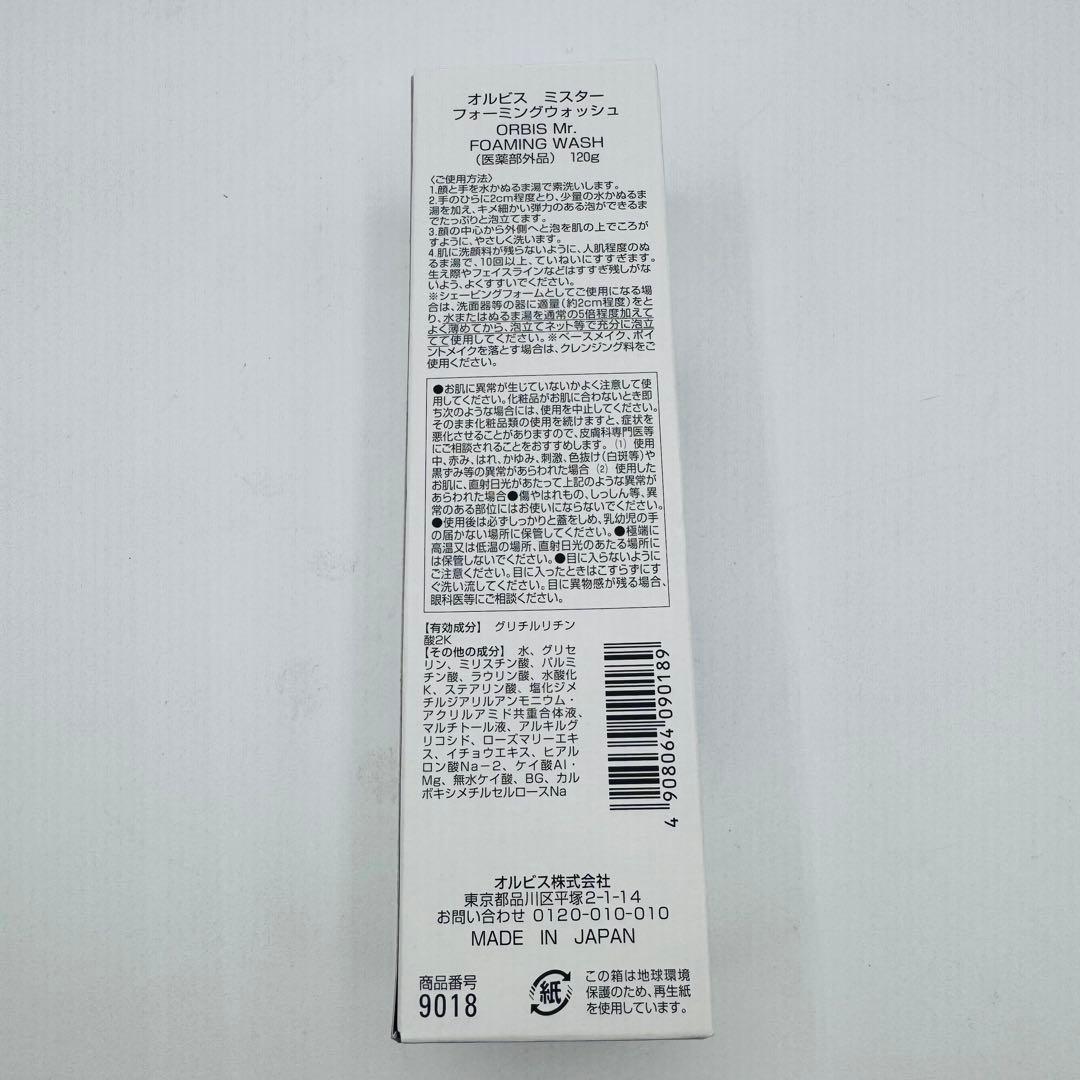 オルビス　ミスター
フォーミングウォッシュ
ORBIS Mr.
FOAMING WASH
（医薬部外品）　120g
〈ご使用方法〉
1.顔と手を水かぬるま湯で素洗いします。
2.手のひらに2cm程度とり、少量の水かぬるま
湯を加え、キメ細かい弾力のある泡ができるま
でたっぷりと泡立てます。
3.顔の中心から外側へと泡を肌の上でころが
すように、やさしく洗います。
4.肌に洗顔料が残らないように、人肌程度のぬ
るま湯で、10回以上、ていねいにすすぎます。
生え際やフェイスラインなどはすすぎ残しがな
いよう、よくすすいでください。
※シェービングフォームとしてご使用になる場
合は、洗面器等の器に適量（約2cm程度）をと
り、水またはぬるま湯を通常の5倍程度加えて
よく薄めてから、泡立てネット等で充分に泡立
てて使用してください。※ベースメイク、ポイ
ントメイクを落とす場合は、クレンジング料をご
使用ください。
●お肌に異常が生じていないかよく注意して使
用してください。化粧品がお肌に合わないとき即
ち次のような場合には、使用を中止してください。
そのまま化粧品類の使用を続けますと、症状を
悪化させることがありますので、皮膚科専門医等
にご相談されることをおすすめします。（1）使用
中、赤み、はれ、かゆみ、刺激、色抜け（白斑等）や
黒ずみ等の異常があらわれた場合（2）使用した
お肌に、直射日光があたって上記のような異常が
あらわれた場合●傷やはれもの、しっしん等、異
常のある部位にはお使いにならないでください。
●使用後は必ずしっかりと蓋をしめ、乳幼児の手
の届かない場所に保管してください。●極端に
高温又は低温の場所、直射日光のあたる場所に
は保管しないでください。●目に入らないように
ご注意ください。目に入ったときはこすらずにす
ぐ洗い流してください。目に異物感が残る場合、
眼科医等にご相談ください。
【有効成分】グリチルリチン
酸2K
【その他の成分】水、グリセ
リン、ミリスチン酸、パルミ
チン酸、ラウリン酸、水酸化
K、ステアリン酸、塩化ジメ
チルジアリルアンモニウム・
アクリルアミド共重合体液、
マルチトール液、アルキルグ
リコシド、ローズマリーエキ
ス、イチョウエキス、ヒアル
ロン酸Na－2、ケイ酸Al・
Mg、無水ケイ酸、BG、カル
ボキシメチルセルロースNa
4 908064 090189
オルビス株式会社
東京都品川区平塚2-1-14
お問い合わせ 0120-010-010
MADE IN JAPAN
商品番号
9018
紙
この箱は地球環境
保護のため、再生紙
を使用しています。